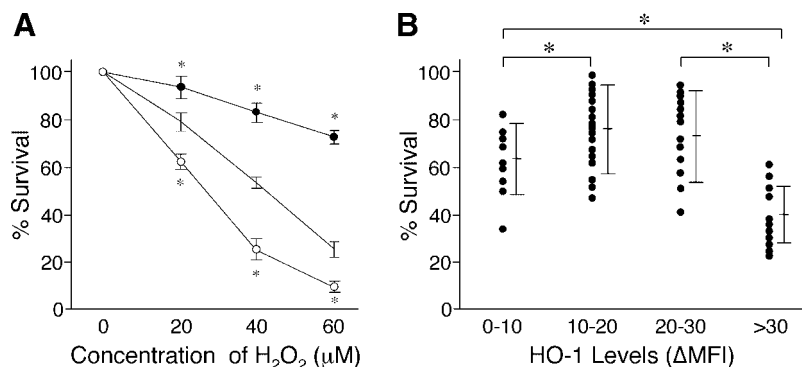 A
% Survival
100
80
60
40
20
0
* * *
* * *
0 20 40 60
Concentration of H₂O₂ (μM)
B
% Survival
100
80
60
40
20
0
*
* *
0-10 10-20 20-30 >30
HO-1 Levels (ΔMFI)